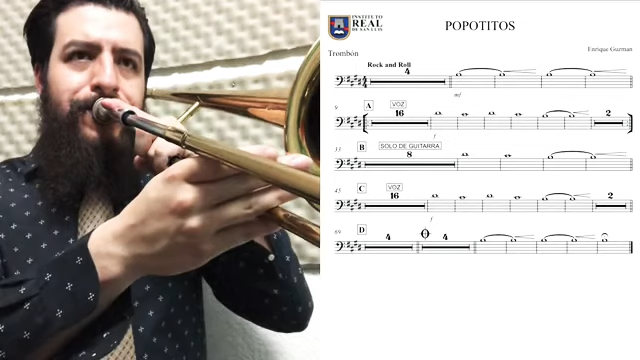 INSTITUTO
REAL
DE SAN LUIS
POPOTITOS
Enrique Guzman
Trombón
Rock and Roll
4
mf
9
A
VOZ
16
2
f
33
B
SOLO DE GUITARRA
8
45
C
VOZ
16
2
f
69
D
4
4